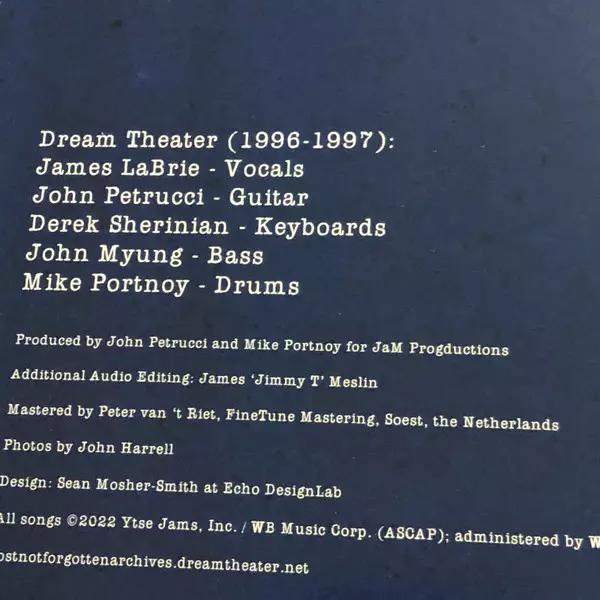 Dream Theater (1996-1997):
James LaBrie - Vocals
John Petrucci - Guitar
Derek Sherinian - Keyboards
John Myung - Bass
Mike Portnoy - Drums
Produced by John Petrucci and Mike Portnoy for JaM Progductions
Additional Audio Editing: James ‘Jimmy T’ Meslin
Mastered by Peter van ‘t Riet, FineTune Mastering, Soest, the Netherlands
Photos by John Harrell
Design: Sean Mosher-Smith at Echo DesignLab
All songs ©2022 Ytse Jams, Inc. / WB Music Corp. (ASCAP); administered by W
ostnotforgottenarchives.dreamtheater.net